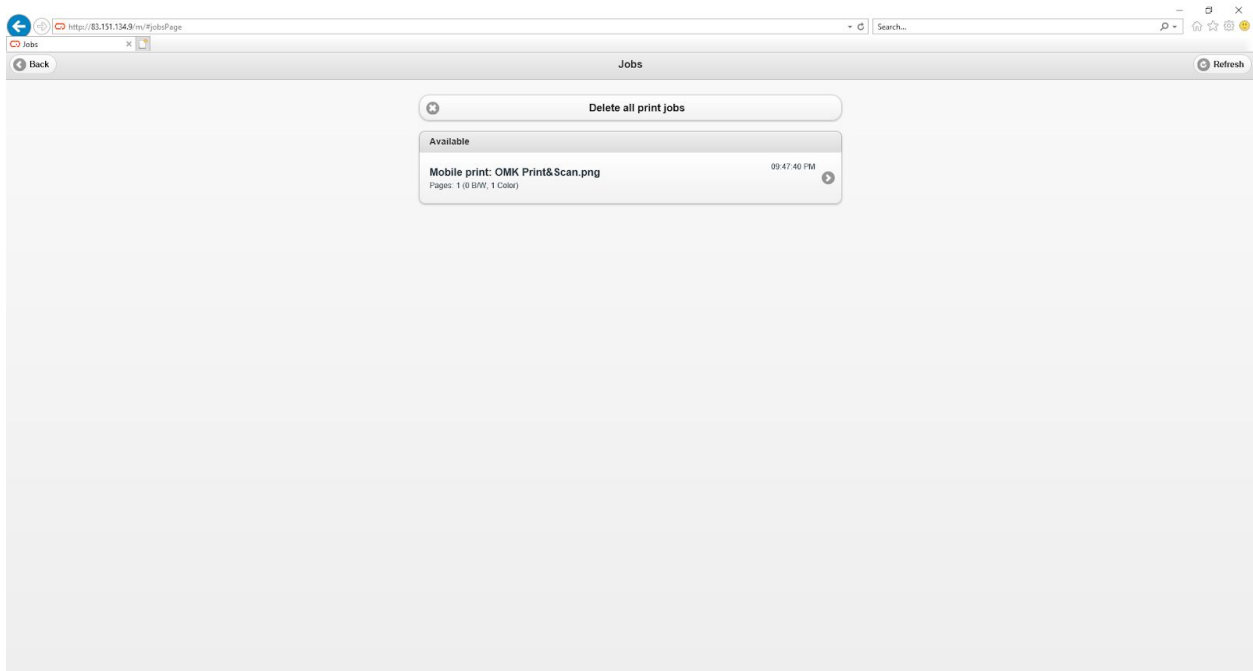 http://83.151.134.9/m/#jobsPage
Search...
Jobs
Back
Jobs
Refresh
Delete all print jobs
Available
Mobile print: OMK Print&Scan.png
09:47:40 PM
Pages: 1 (0 B/W, 1 Color)